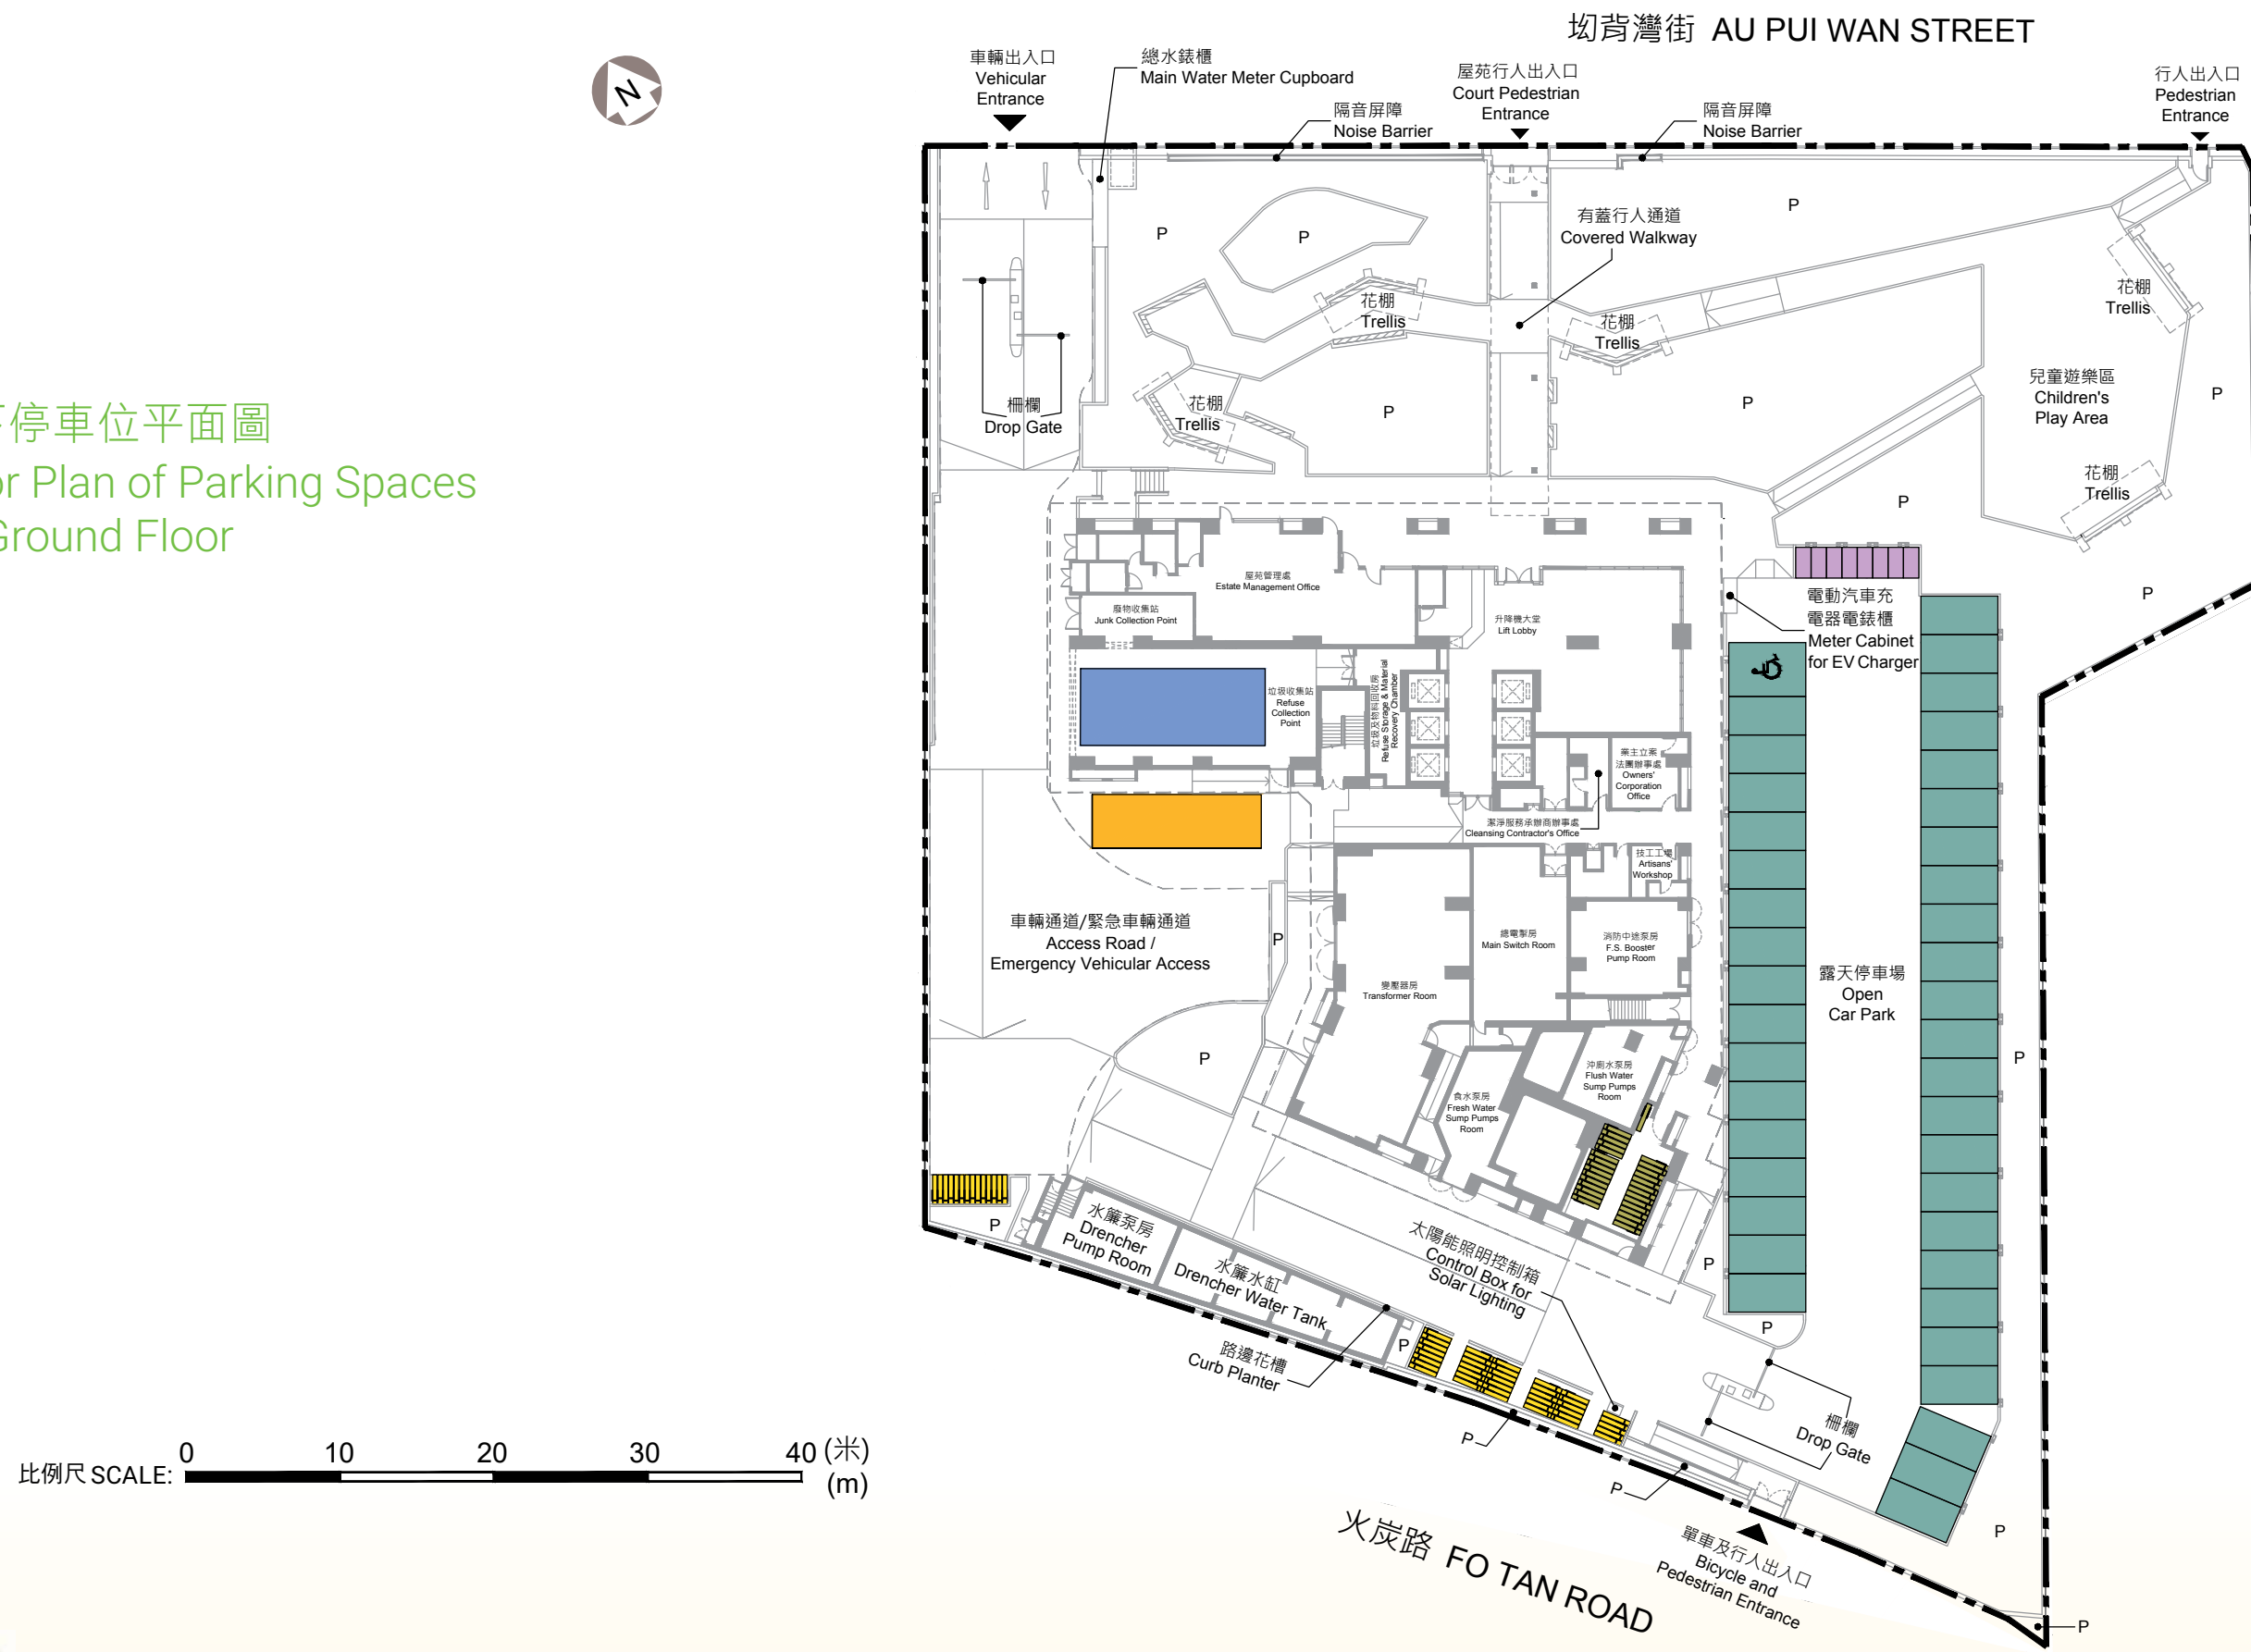 坳背灣街 AU PUI WAN STREET
車輛出入口
Vehicular
Entrance
總水錶櫃
Main Water Meter Cupboard
屋苑行人出入口
Court Pedestrian
Entrance
行人出入口
Pedestrian
Entrance
隔音屏障
Noise Barrier
隔音屏障
Noise Barrier
N
P
P
P
有蓋行人通道
Covered Walkway
花棚
Trellis
花棚
Trellis
花棚
Trellis
柵欄
Drop Gate
花棚
Trellis
P
P
兒童遊樂區
Children's
Play Area
P
停車位平面圖
or Plan of Parking Spaces
Ground Floor
花棚
Trellis
P
屋苑管理處
Estate Management Office
廢物收集站
Junk Collection Point
升降機大堂
Lift Lobby
電動汽車充
電器電錶櫃
Meter Cabinet
for EV Charger
P
垃圾收集站
Refuse
Collection
Point
垃圾及物料回收房
Refuse Storage & Material
Recovery Chamber
業主立案
法團辦事處
Owners'
Corporation
Office
潔淨服務承辦商辦事處
Cleansing Contractor's Office
技工工場
Artisans'
Workshop
車輛通道/緊急車輛通道
Access Road /
Emergency Vehicular Access
P
總電掣房
Main Switch Room
消防中途泵房
F.S. Booster
Pump Room
變壓器房
Transformer Room
露天停車場
Open
Car Park
P
P
沖廁水泵房
Flush Water
Sump Pumps
Room
食水泵房
Fresh Water
Sump Pumps
Room
P
水簾泵房
Drencher
Pump Room
水簾水缸
Drencher Water Tank
太陽能照明控制箱
Control Box for
Solar Lighting
P
P
P
路邊花槽
Curb Planter
柵欄
Drop Gate
P
P
P
比例尺 SCALE:
0 10 20 30 40 (米)
(m)
火炭路 FO TAN ROAD
單車及行人出入口
Bicycle and
Pedestrian Entrance
P